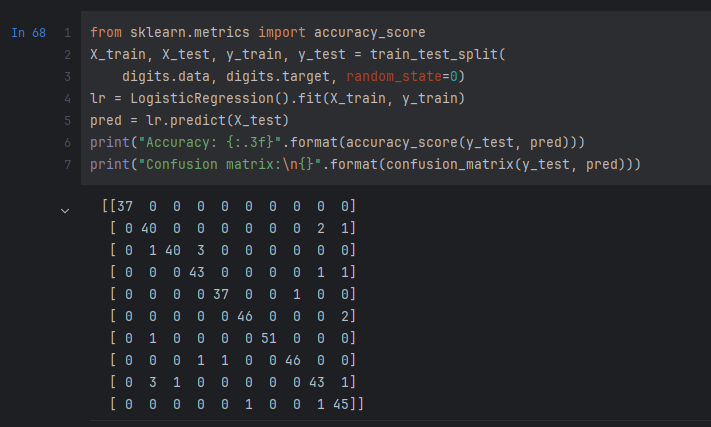 In 68
1 from sklearn.metrics import accuracy_score
2 X_train, X_test, y_train, y_test = train_test_split(
3     digits.data, digits.target, random_state=0)
4 lr = LogisticRegression().fit(X_train, y_train)
5 pred = lr.predict(X_test)
6 print("Accuracy: {:.3f}".format(accuracy_score(y_test, pred)))
7 print("Confusion matrix:\n{}".format(confusion_matrix(y_test, pred)))
[[37  0  0  0  0  0  0  0  0  0]
 [ 0 40  0  0  0  0  0  0  2  1]
 [ 0  1 40  3  0  0  0  0  0  0]
 [ 0  0  0 43  0  0  0  0  1  1]
 [ 0  0  0  0 37  0  0  1  0  0]
 [ 0  0  0  0  0 46  0  0  0  2]
 [ 0  1  0  0  0  0 51  0  0  0]
 [ 0  0  0  1  1  0  0 46  0  0]
 [ 0  3  1  0  0  0  0  0 43  1]
 [ 0  0  0  0  0  1  0  0  1 45]]